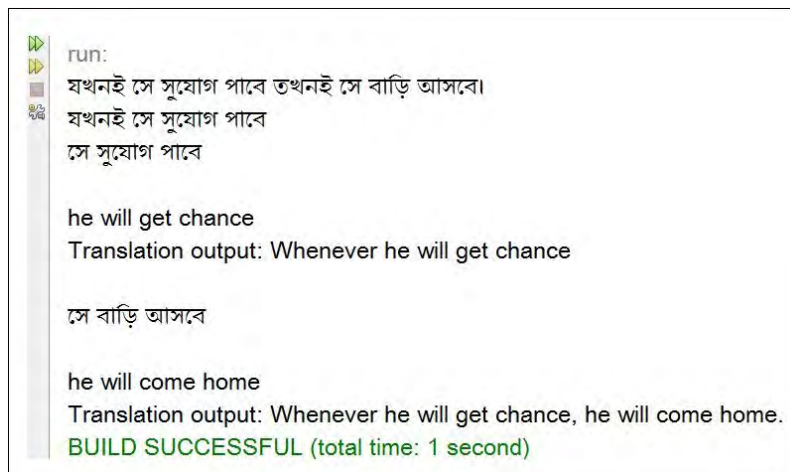 run:
যখনই সে সুযোগ পাবে তখনই সে বাড়ি আসবে।
যখনই সে সুযোগ পাবে
সে সুযোগ পাবে
he will get chance
Translation output: Whenever he will get chance
সে বাড়ি আসবে
he will come home
Translation output: Whenever he will get chance, he will come home.
BUILD SUCCESSFUL (total time: 1 second)